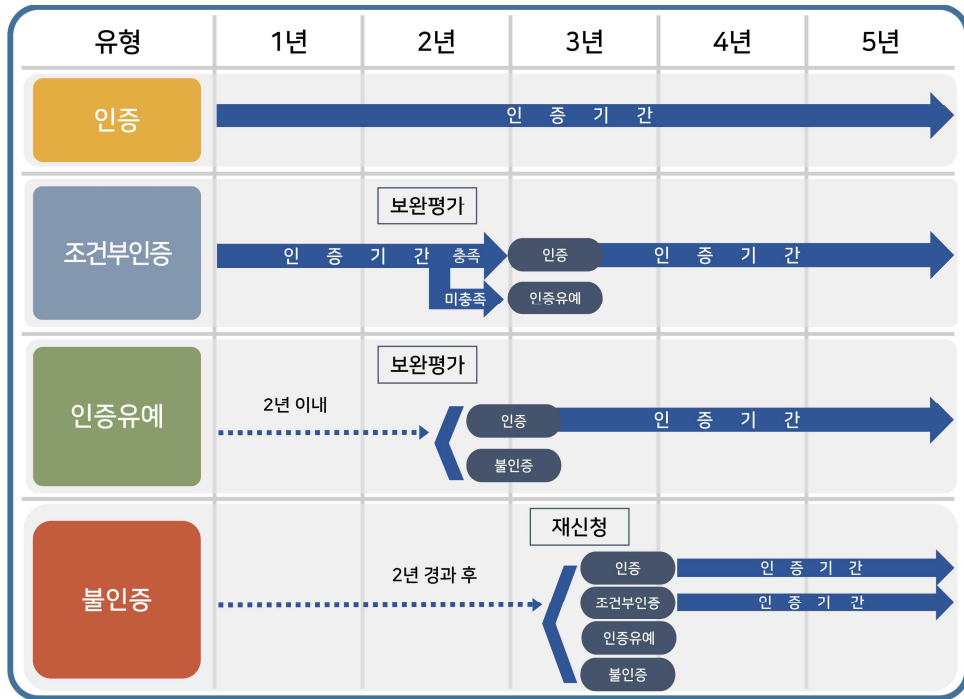 유형 1년 2년 3년 4년 5년
인증
인 증 기 간
조건부인증
보완평가
인 증 기 간 충족 인증 인 증 기 간
미충족 인증유예
인증유예
보완평가
2년 이내
인증 인 증 기 간
불인증
불인증
재신청
2년 경과 후
인증 인 증 기 간
조건부인증 인 증 기 간
인증유예
불인증